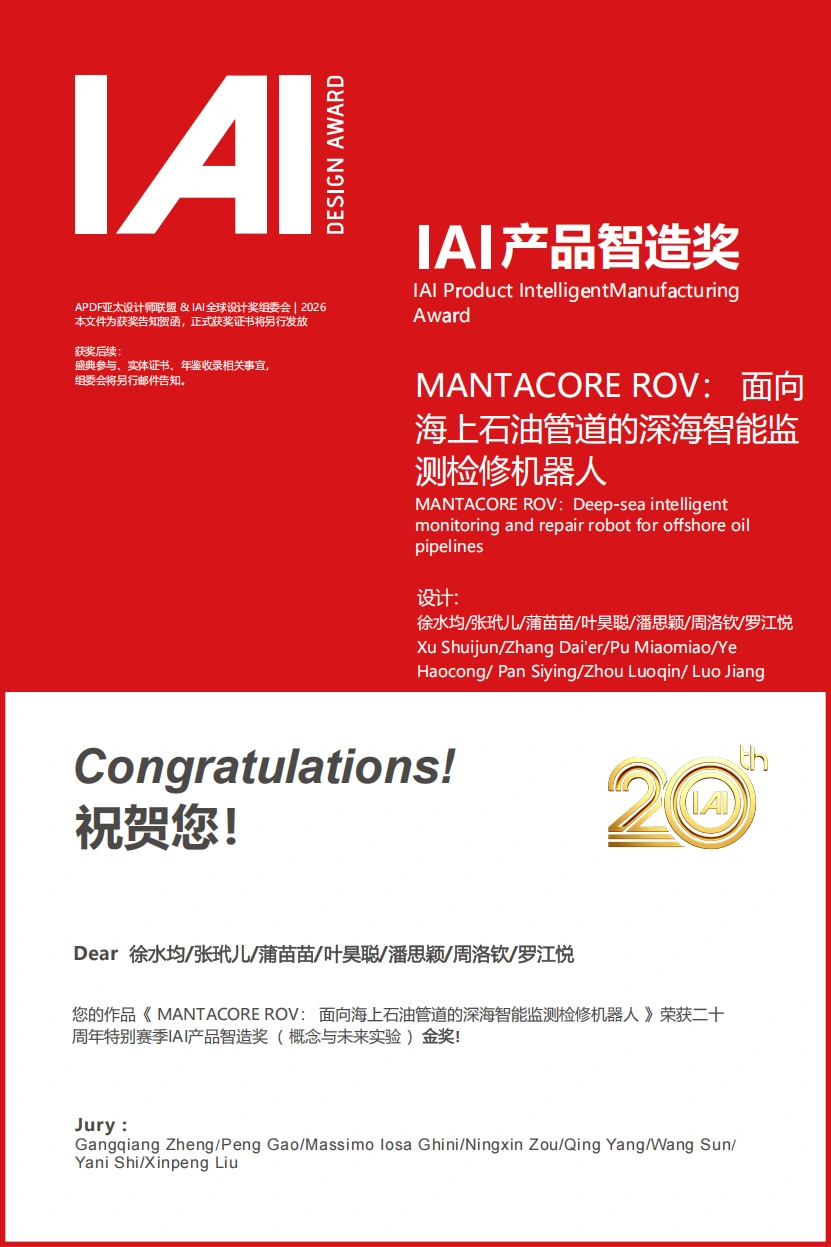 IAI
DESIGN AWARD
IAI产品智造奖
IAI Product IntelligentManufacturing
Award
APDF亚太设计师联盟 & IAI全球设计奖组委会 | 2026
本文件为获奖告知贺函，正式获奖证书将另行发放
获奖后续：
盛典参与、实体证书、年鉴收录相关事宜，
组委会将另行邮件告知。
MANTACORE ROV： 面向
海上石油管道的深海智能监
测检修机器人
MANTACORE ROV：Deep-sea intelligent
monitoring and repair robot for offshore oil
pipelines
设计:
徐水均/张玳儿/蒲苗苗/叶昊聪/潘思颖/周洛钦/罗江悦
Xu Shuijun/Zhang Dai'er/Pu Miaomiao/Ye
Haocong/ Pan Siying/Zhou Luoqin/ Luo Jiang
Congratulations!
祝贺您！
20th
IAI
Dear 徐水均/张玳儿/蒲苗苗/叶昊聪/潘思颖/周洛钦/罗江悦
您的作品《 MANTACORE ROV： 面向海上石油管道的深海智能监测检修机器人 》荣获二十
周年特别赛季IAI产品智造奖（ 概念与未来实验 ）金奖!
Jury :
Gangqiang Zheng/Peng Gao/Massimo Iosa Ghini/Ningxin Zou/Qing Yang/Wang Sun/
Yani Shi/Xinpeng Liu